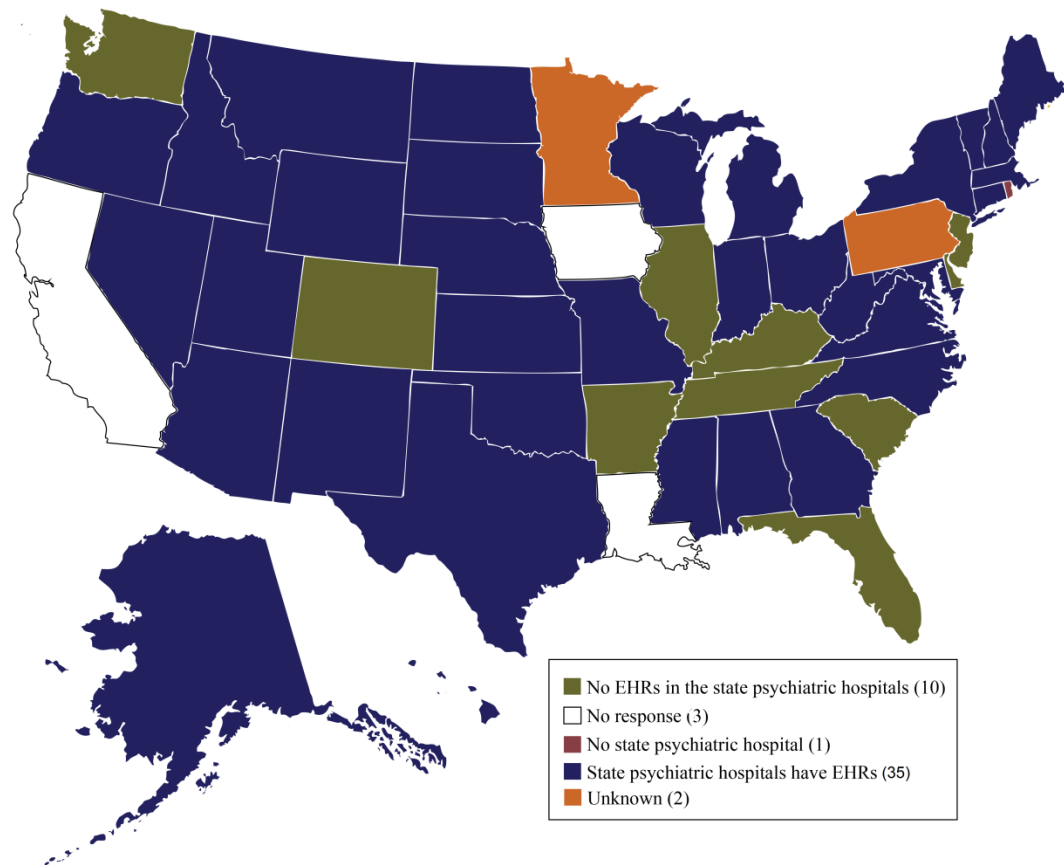 No EHRs in the state psychiatric hospitals (10)
No response (3)
No state psychiatric hospital (1)
State psychiatric hospitals have EHRs (35)
Unknown (2)